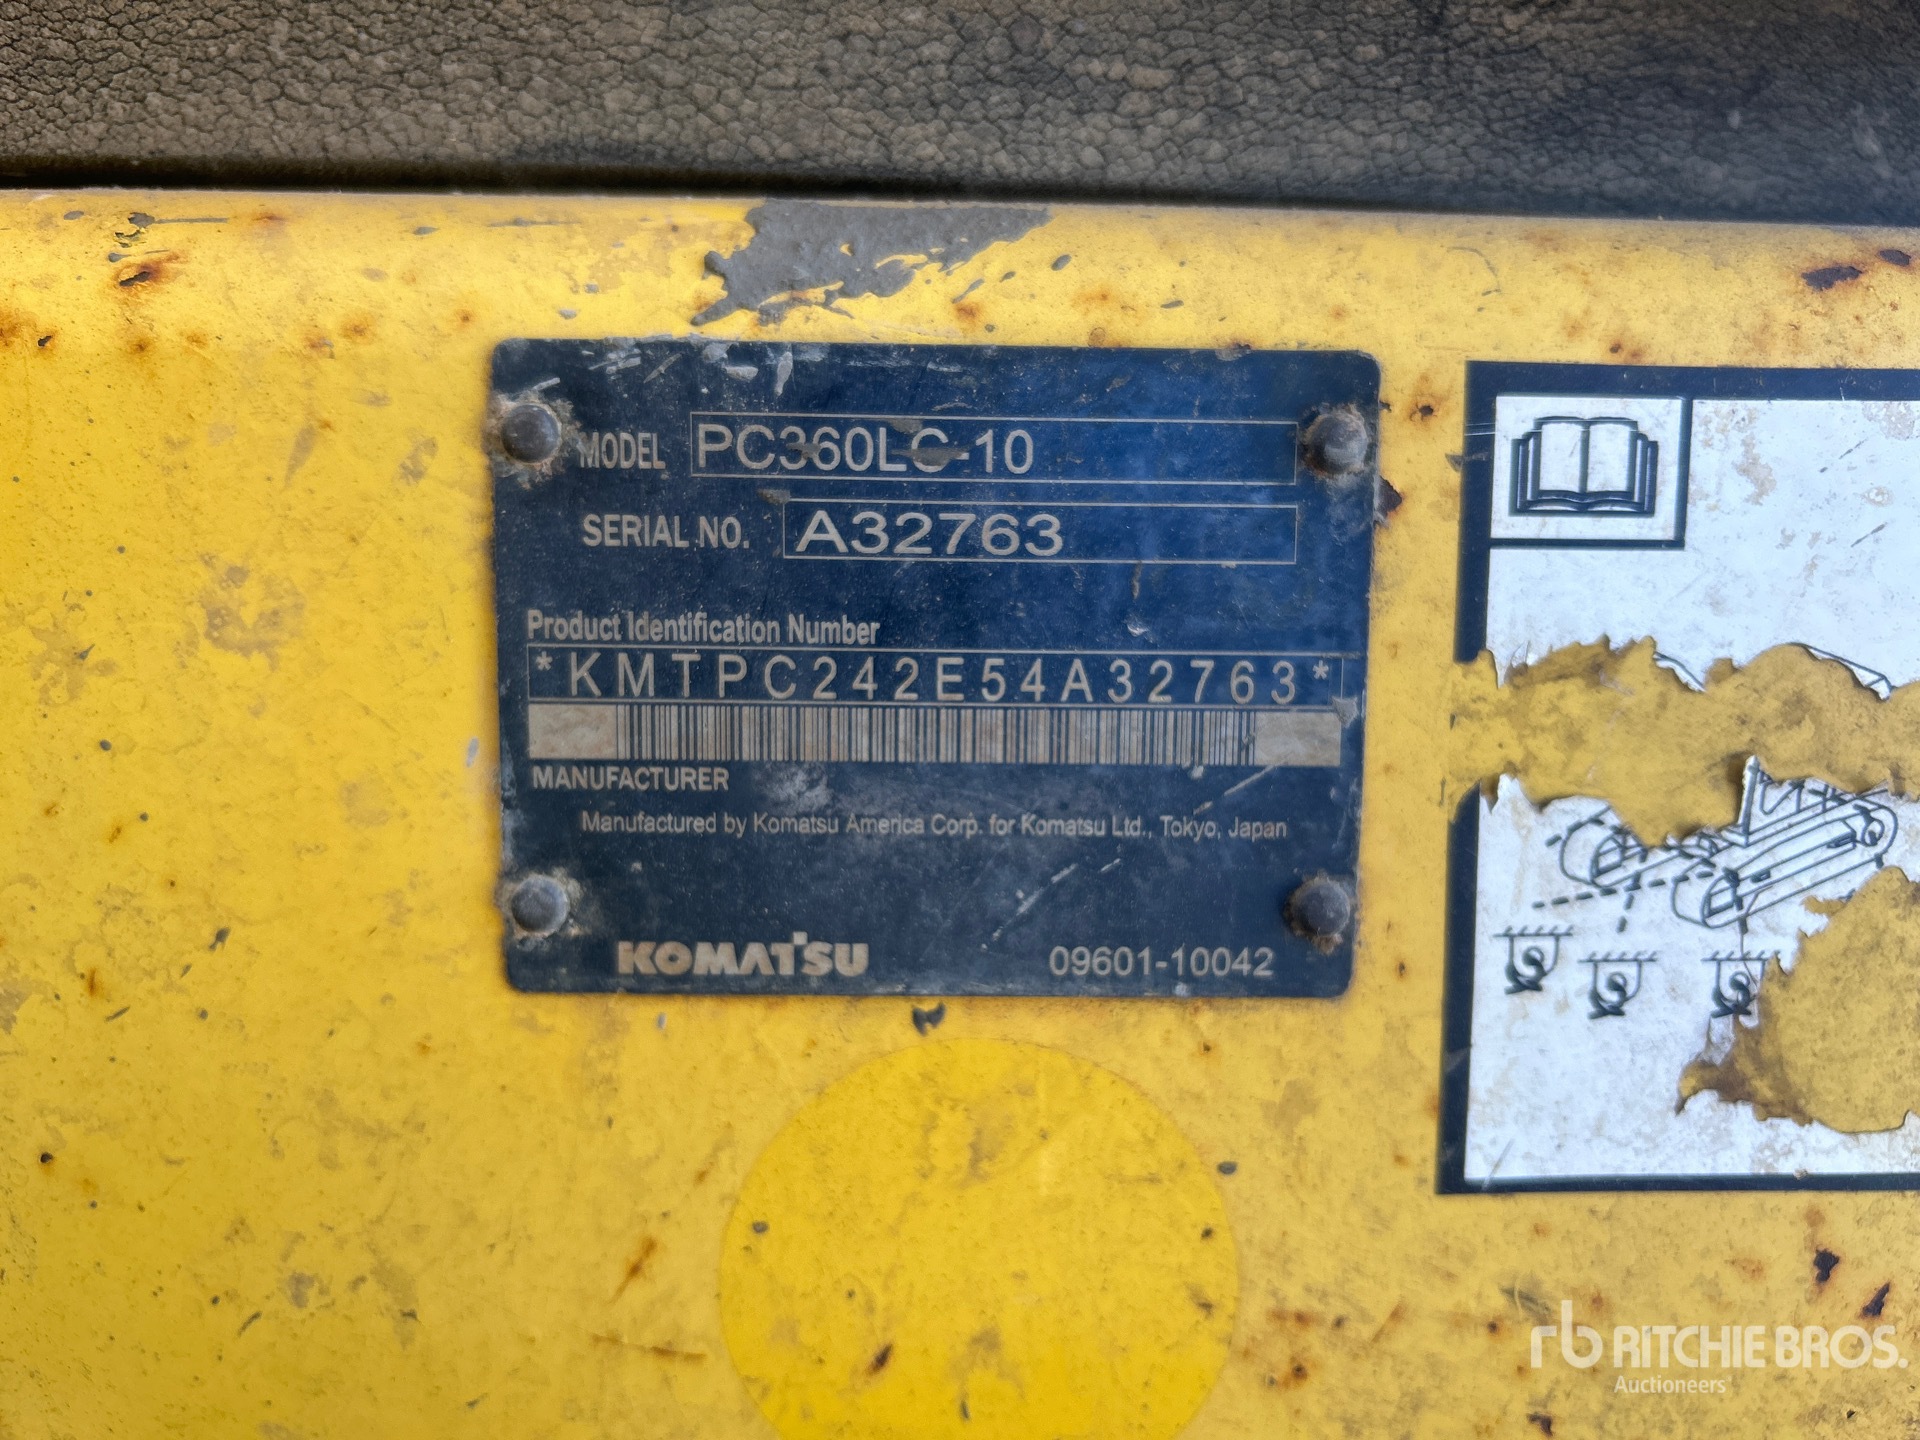 MODEL PC360LC-10
SERIAL NO. A32763
Product Identification Number
*KMTPC242E54A32763*
MANUFACTURER
Manufactured by Komatsu America Corp. for Komatsu Ltd., Tokyo, Japan
KOMATSU 09601-10042
rb RITCHIE BROS.
Auctioneers